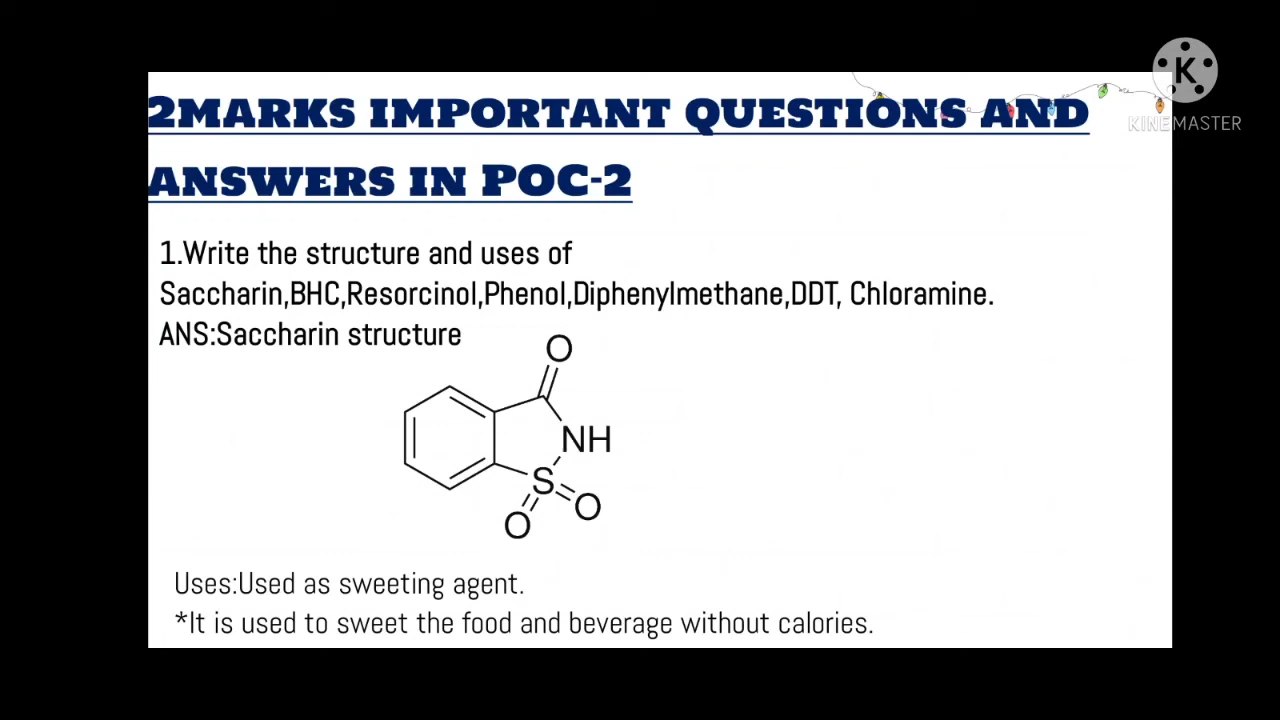 2MARKS IMPORTANT QUESTIONS AND
ANSWERS IN POC-2
1.Write the structure and uses of
Saccharin,BHC,Resorcinol,Phenol,Diphenylmethane,DDT, Chloramine.
ANS:Saccharin structure
O
NH
S
O
O
Uses:Used as sweeting agent.
*It is used to sweet the food and beverage without calories.
K
KINEMASTER